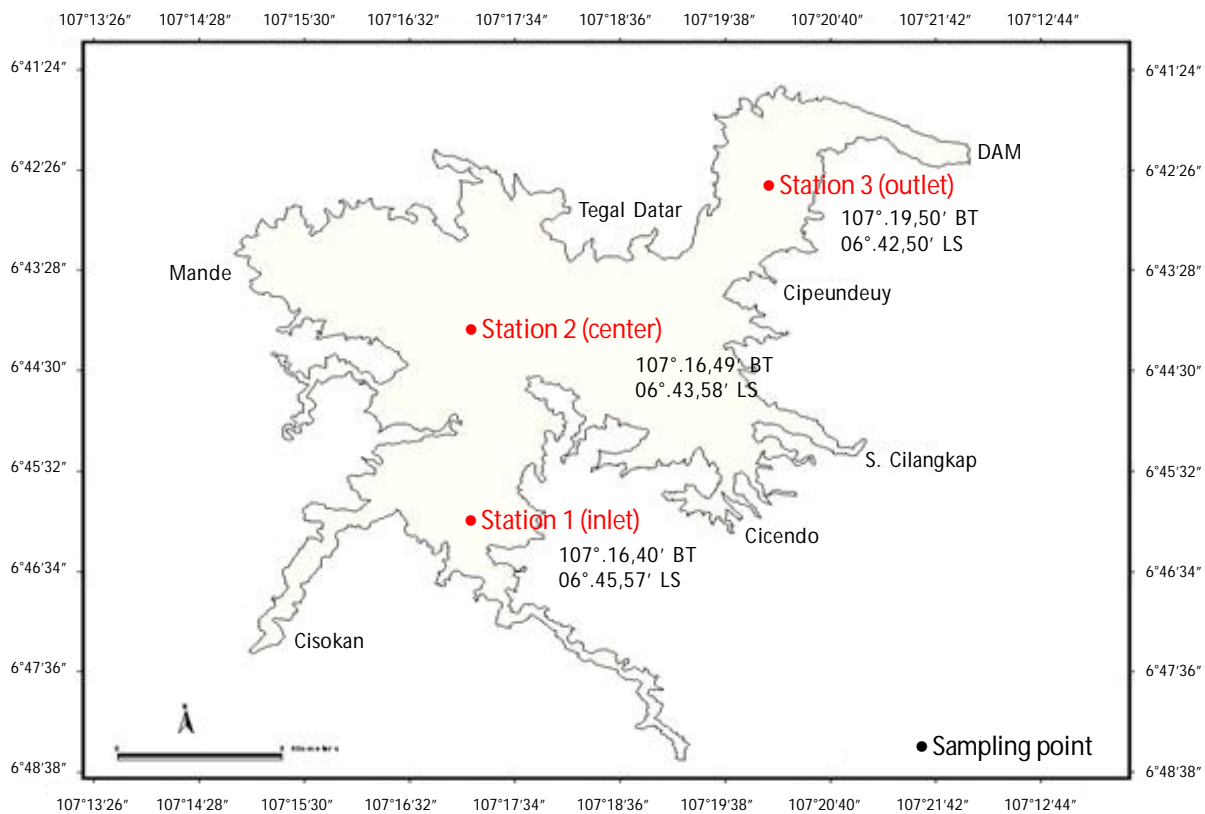 107°13'26" 107°14'28" 107°15'30" 107°16'32" 107°17'34" 107°18'36" 107°19'38" 107°20'40" 107°21'42" 107°12'44"
6°41'24" 6°41'24"
DAM
6°42'26" 6°42'26"
Station 3 (outlet)
Tegal Datar
107°.19,50' BT
06°.42,50' LS
6°43'28" 6°43'28"
Mande
Cipeundeuy
Station 2 (center)
107°.16,49' BT
06°.43,58' LS
6°44'30" 6°44'30"
S. Cilangkap
6°45'32" 6°45'32"
Station 1 (inlet)
Cicendo
107°.16,40' BT
06°.45,57' LS
6°46'34" 6°46'34"
Cisokan
6°47'36" 6°47'36"
Sampling point
6°48'38" 6°48'38"
107°13'26" 107°14'28" 107°15'30" 107°16'32" 107°17'34" 107°18'36" 107°19'38" 107°20'40" 107°21'42" 107°12'44"